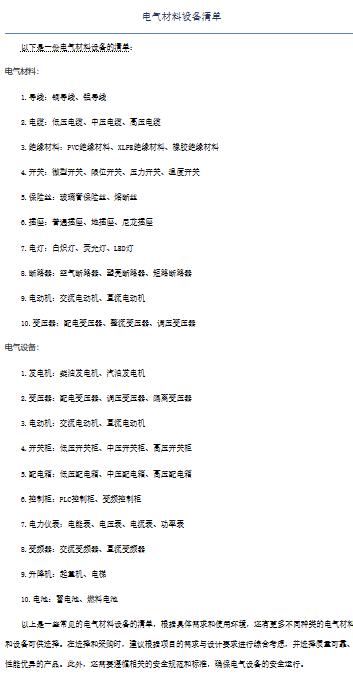 电气材料设备清单
以下是一些电气材料设备的清单：
电气材料：
1. 导线：铜导线、铝导线
2. 电缆：低压电缆、中压电缆、高压电缆
3. 绝缘材料：PVC绝缘材料、XLPE绝缘材料、橡胶绝缘材料
4. 开关：微型开关、限位开关、压力开关、温度开关
5. 保险丝：玻璃管保险丝、熔断丝
6. 插座：普通插座、地插座、尼龙插座
7. 电灯：白炽灯、荧光灯、LED灯
8. 断路器：空气断路器、塑壳断路器、短路断路器
9. 电动机：交流电动机、直流电动机
10. 变压器：配电变压器、整流变压器、调压变压器
电气设备：
1. 发电机：柴油发电机、汽油发电机
2. 变压器：配电变压器、调压变压器、隔离变压器
3. 电动机：交流电动机、直流电动机
4. 开关柜：低压开关柜、中压开关柜、高压开关柜
5. 配电箱：低压配电箱、中压配电箱、高压配电箱
6. 控制柜：PLC控制柜、变频控制柜
7. 电力仪表：电能表、电压表、电流表、功率表
8. 变频器：交流变频器、直流变频器
9. 升降机：起重机、电梯
10. 电池：蓄电池、燃料电池
以上是一些常见的电气材料设备的清单，根据具体需求和使用环境，还有更多不同种类的电气材料
和设备可供选择。在选择和采购时，建议根据项目的需求与设计要求进行综合考虑，并选择质量可靠、
性能优异的产品。此外，还需要遵循相关的安全规范和标准，确保电气设备的安全运行。